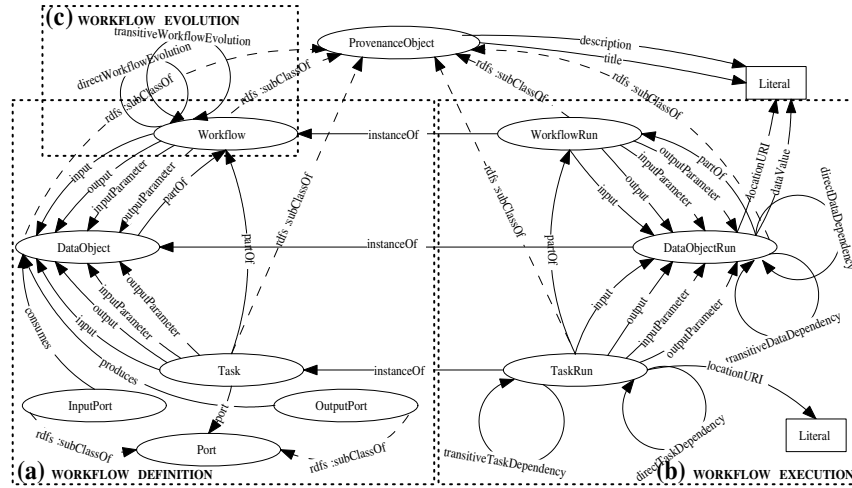 (c) WORKFLOW EVOLUTION
transitiveWorkflowEvolution
directWorkflowEvolution
ProvenanceObject
description
title
Literal
rdfs :subClassOf
rdfs :subClassOf
rdfs :subClassOf
rdfs :subClassOf
Workflow
instanceOf
WorkflowRun
input
output
inputParameter
outputParameter
partOf
rdfs :subClassOf
partOf
rdfs :subClassOf
partOf
input
output
inputParameter
outputParameter
partOf
locationURI
dataValue
directDataDependency
DataObject
instanceOf
DataObjectRun
consumes
input
output
inputParameter
outputParameter
produces
input
output
inputParameter
outputParameter
transitiveDataDependency
Task
instanceOf
TaskRun
locationURI
InputPort
port
OutputPort
Literal
rdfs :subClassOf
Port
rdfs :subClassOf
transitiveTaskDependency
directTaskDependency
(a) WORKFLOW DEFINITION
(b) WORKFLOW EXECUTION